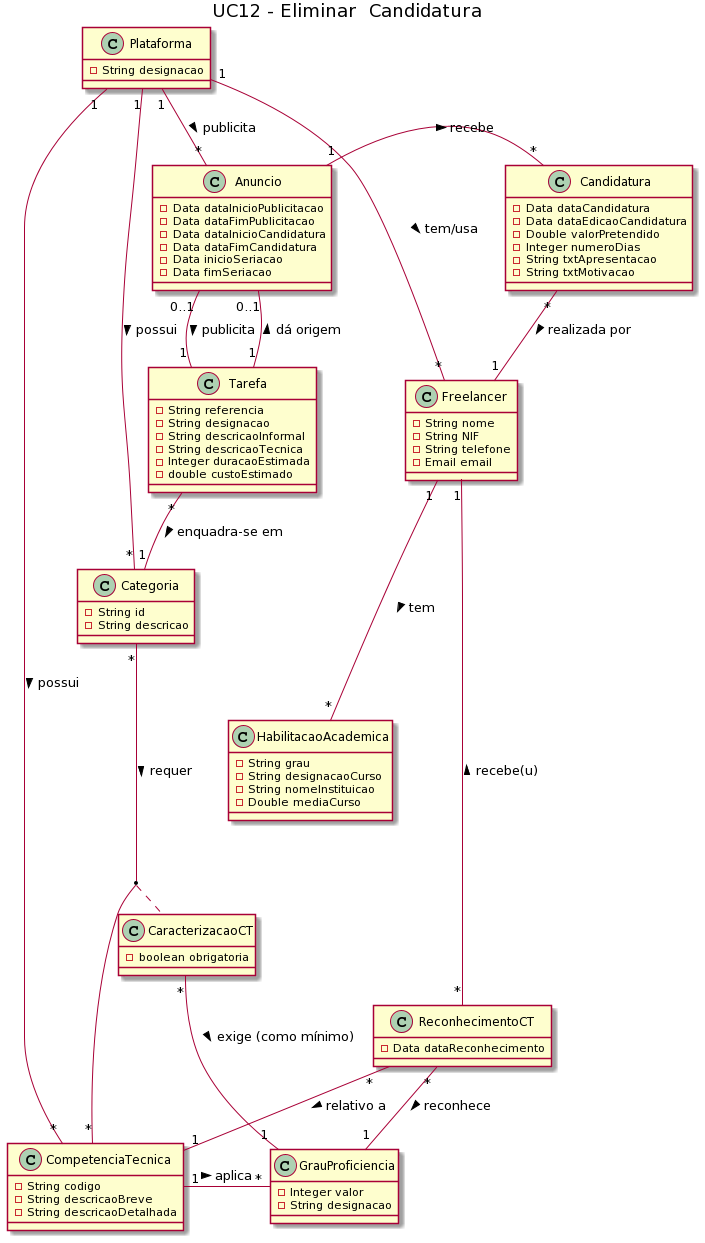 UC12 - Eliminar  Candidatura
C Plataforma
String designacao
1
1
1
1
publicita
*
1
recebe
*
C Anuncio
Data dataInicioPublicitacao
Data dataFimPublicitacao
Data dataInicioCandidatura
Data dataFimCandidatura
Data inicioSeriacao
Data fimSeriacao
C Candidatura
Data dataCandidatura
Data dataEdicaoCandidatura
Double valorPretendido
Integer numeroDias
String txtApresentacao
String txtMotivacao
tem/usa
0..1
0..1
*
possui
publicita
dá origem
realizada por
1
1
*
1
C Tarefa
String referencia
String designacao
String descricaoInformal
String descricaoTecnica
Integer duracaoEstimada
double custoEstimado
C Freelancer
String nome
String NIF
String telefone
Email email
*
1
1
enquadra-se em
*
1
C Categoria
String id
String descricao
tem
*
possui
*
C HabilitacaoAcademica
String grau
String designacaoCurso
String nomeInstituicao
Double mediaCurso
requer
recebe(u)
C CaracterizacaoCT
boolean obrigatoria
*
*
C ReconhecimentoCT
Data dataReconhecimento
exige (como mínimo)
*
*
relativo a
reconhece
*
*
1
1
1
C CompetenciaTecnica
String codigo
String descricaoBreve
String descricaoDetalhada
1
aplica
*
C GrauProficiencia
Integer valor
String designacao